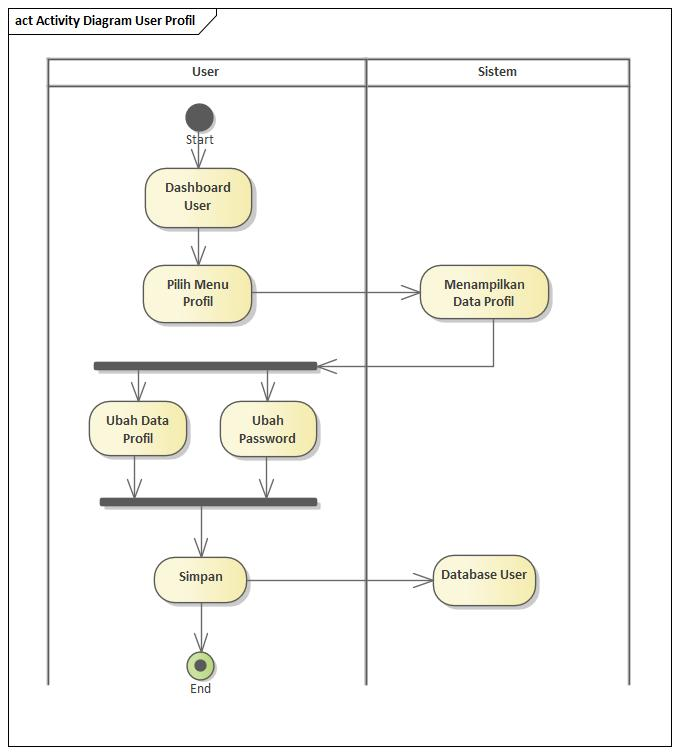 act Activity Diagram User Profil
User
Sistem
Start
Dashboard
User
Pilih Menu
Profil
Menampilkan
Data Profil
Ubah Data
Profil
Ubah
Password
Simpan
Database User
End